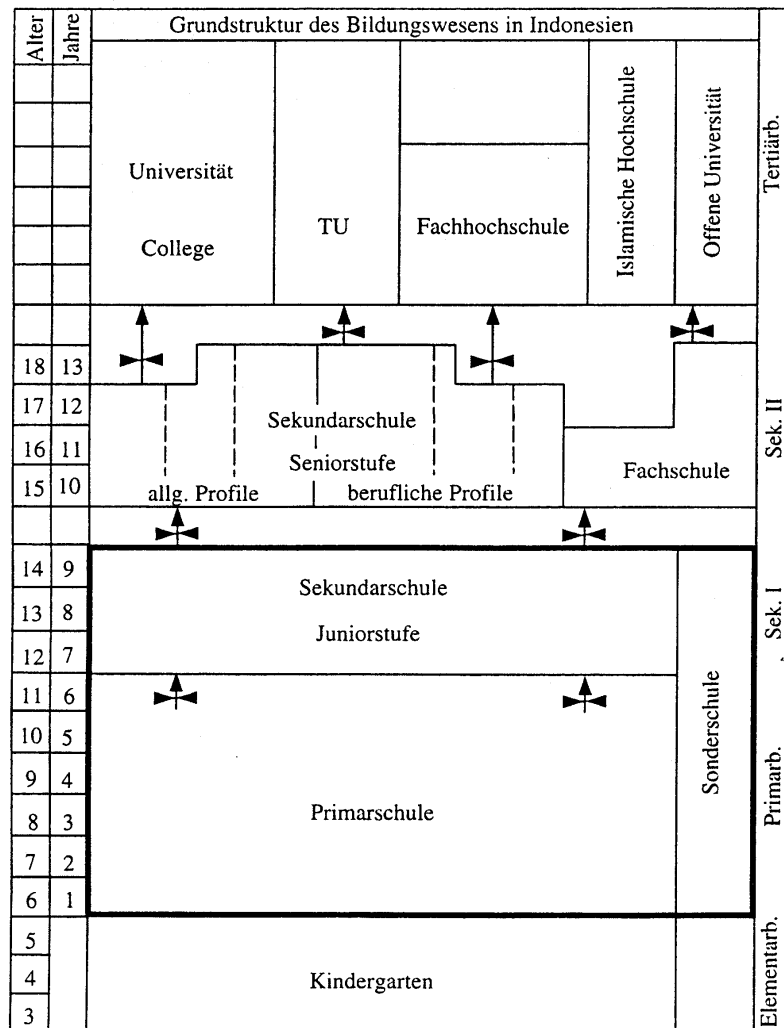 Grundstruktur des Bildungswesens in Indonesien
Alter
Jahre
Universität
College
TU
Fachhochschule
Islamische Hochschule
Offene Universität
Tertiärb.
18 13
17 12
16 11
15 10
Sekundarschule
Seniorstufe
allg. Profile
berufliche Profile
Fachschule
Sek. II
14 9
13 8
12 7
Sekundarschule
Juniorstufe
Sek. I
11 6
10 5
9 4
8 3
7 2
6 1
Primarschule
Sonderschule
Primarb.
5
4
3
Kindergarten
Elementarb.